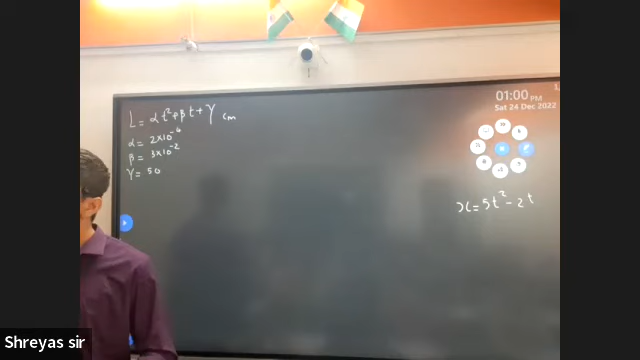 L = αt² + βt + γ cm
α = 2×10⁻⁴
β = 3×10⁻²
γ = 50
01:00 PM
Sat 24 Dec 2022
x = 5t² - 2t
Shreyas sir